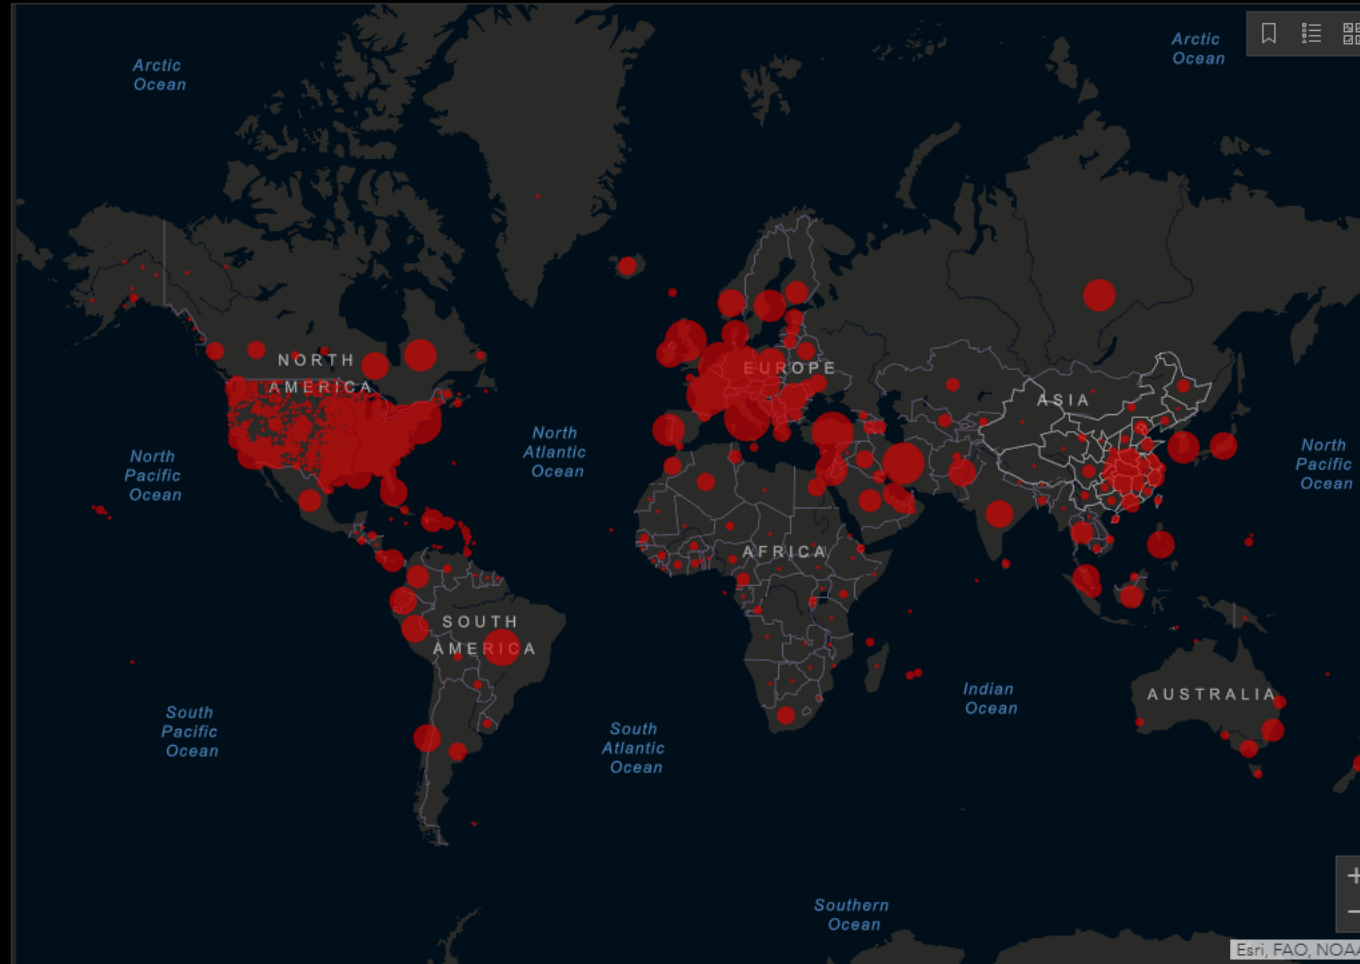 Arctic
Ocean
Arctic
Ocean
NORTH
AMERICA
EUROPE
ASIA
North
Pacific
Ocean
North
Atlantic
Ocean
North
Pacific
Ocean
AFRICA
SOUTH
AMERICA
Indian
Ocean
AUSTRALIA
South
Pacific
Ocean
South
Atlantic
Ocean
Southern
Ocean
+
−
Esri, FAO, NOAA